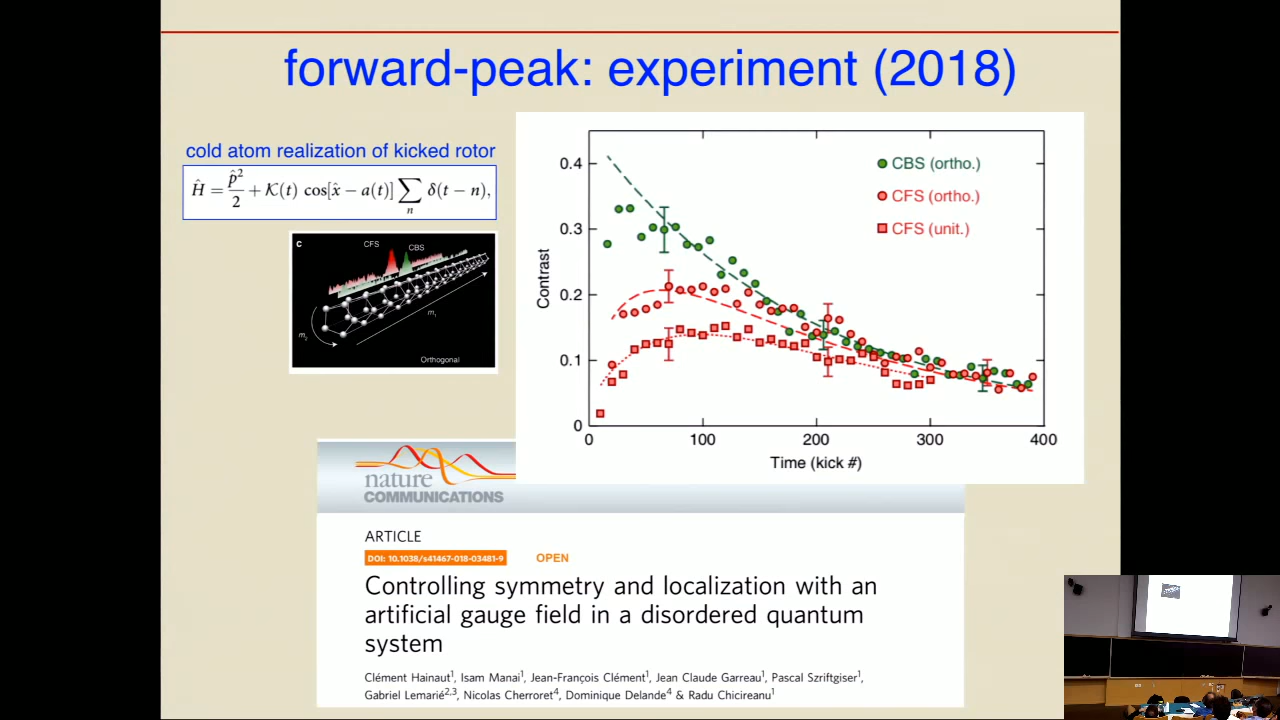 forward-peak: experiment (2018)
cold atom realization of kicked rotor
Ĥ = p̂²/2 + 𝒦(t) cos[x̂ − a(t)] ∑ₙ δ(t − n),
c
CFS
CBS
m₁
m₂
Orthogonal
0.4
0.3
0.2
0.1
0
Contrast
CBS (ortho.)
CFS (ortho.)
CFS (unit.)
0 100 200 300 400
Time (kick #)
nature
COMMUNICATIONS
ARTICLE
DOI: 10.1038/s41467-018-03481-9 OPEN
Controlling symmetry and localization with an
artificial gauge field in a disordered quantum
system
Clément Hainaut¹, Isam Manai¹, Jean-François Clément¹, Jean Claude Garreau¹, Pascal Szriftgiser¹,
Gabriel Lemarié²,³, Nicolas Cherroret⁴, Dominique Delande⁴ & Radu Chicireanu¹